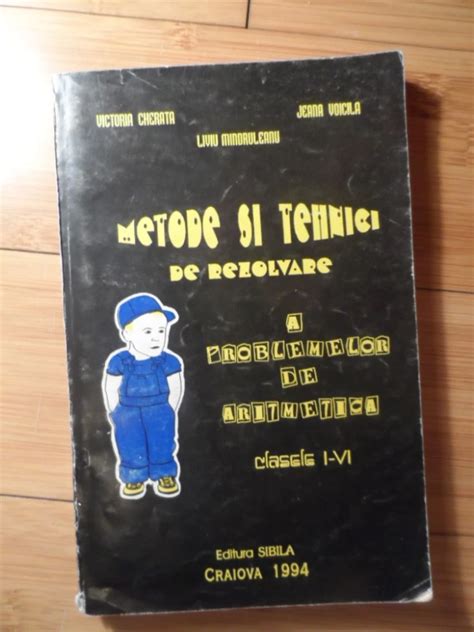 VICTORIA CHERATA
JEANA VOICILA
LIVIU MINDRULEANU
METODE SI TEHNICI
DE REZOLVARE
A
PROBLEMELOR
DE
ARITMETICA
clasele I-VI
Editura SIBILA
CRAIOVA 1994